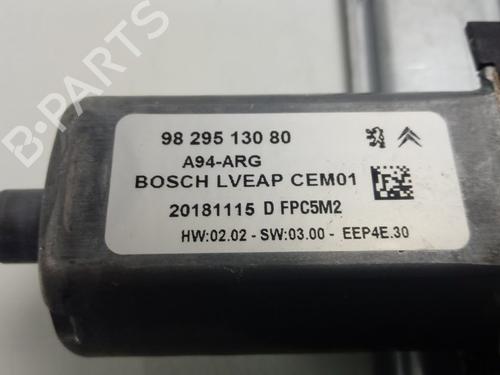 98 295 130 80
A94-ARG
BOSCH LVEAP CEM01
20181115 D FPC5M2
HW:02.02 - SW:03.00 - EEP4E.30
B-PARTS